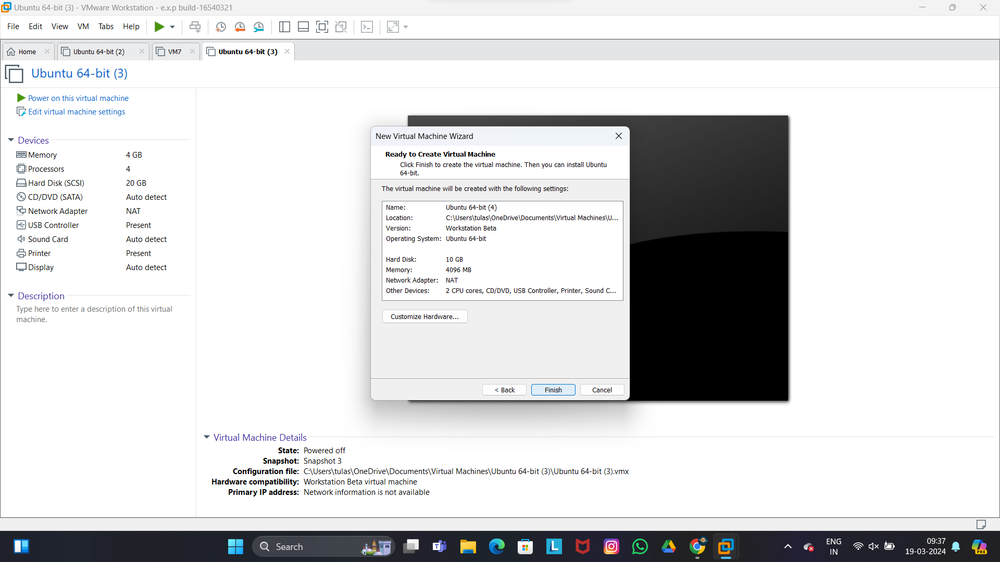 Ubuntu 64-bit (3) - VMware Workstation - e.x.p build-16540321
File Edit View VM Tabs Help
Home Ubuntu 64-bit (2) VM7 Ubuntu 64-bit (3)
Ubuntu 64-bit (3)
Power on this virtual machine
Edit virtual machine settings
Devices
Memory 4 GB
Processors 4
Hard Disk (SCSI) 20 GB
CD/DVD (SATA) Auto detect
Network Adapter NAT
USB Controller Present
Sound Card Auto detect
Printer Present
Display Auto detect
Description
Type here to enter a description of this virtual
machine.
New Virtual Machine Wizard
Ready to Create Virtual Machine
Click Finish to create the virtual machine. Then you can install Ubuntu
64-bit.
The virtual machine will be created with the following settings:
Name: Ubuntu 64-bit (4)
Location: C:\Users\tulas\OneDrive\Documents\Virtual Machines\U...
Version: Workstation Beta
Operating System: Ubuntu 64-bit
Hard Disk: 10 GB
Memory: 4096 MB
Network Adapter: NAT
Other Devices: 2 CPU cores, CD/DVD, USB Controller, Printer, Sound C...
Customize Hardware...
< Back Finish Cancel
Virtual Machine Details
State: Powered off
Snapshot: Snapshot 3
Configuration file: C:\Users\tulas\OneDrive\Documents\Virtual Machines\Ubuntu 64-bit (3)\Ubuntu 64-bit (3).vmx
Hardware compatibility: Workstation Beta virtual machine
Primary IP address: Network information is not available
Search
ENG
IN
09:37
19-03-2024
PRE